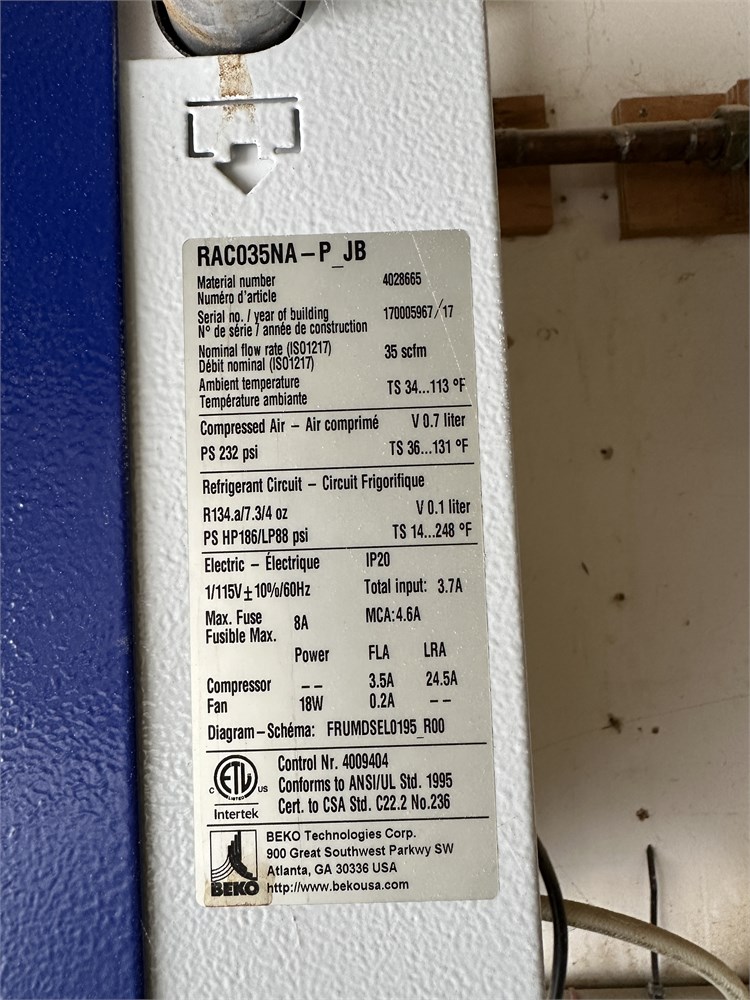 RAC035NA-P_JB
Material number 4028665
Numéro d'article
Serial no. / year of building 170005967/17
N° de série / année de construction
Nominal flow rate (ISO1217) 35 scfm
Débit nominal (ISO1217)
Ambient temperature TS 34...113 °F
Température ambiante
Compressed Air - Air comprimé V 0.7 liter
PS 232 psi TS 36...131 °F
Refrigerant Circuit - Circuit Frigorifique
R134.a/7.3/4 oz V 0.1 liter
PS HP186/LP88 psi TS 14...248 °F
Electric - Électrique IP20
1/115V±10%/60Hz Total input: 3.7A
Max. Fuse 8A MCA:4.6A
Fusible Max.
Power FLA LRA
Compressor -- 3.5A 24.5A
Fan 18W 0.2A --
Diagram-Schéma: FRUMDSEL0195_R00
Control Nr. 4009404
C ETL US Conforms to ANSI/UL Std. 1995
LISTED
Intertek Cert. to CSA Std. C22.2 No.236
BEKO Technologies Corp.
900 Great Southwest Parkwy SW
Atlanta, GA 30336 USA
BEKO http://www.bekousa.com